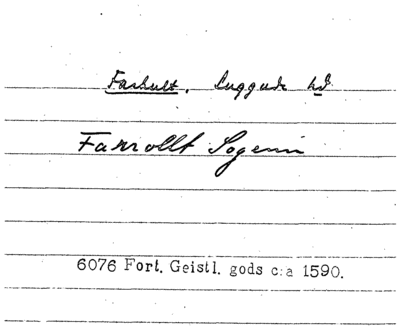 Farhult. Luggude hd
Farrollt Sogenn
6076 Fort. Geistl. gods c:a 1590.